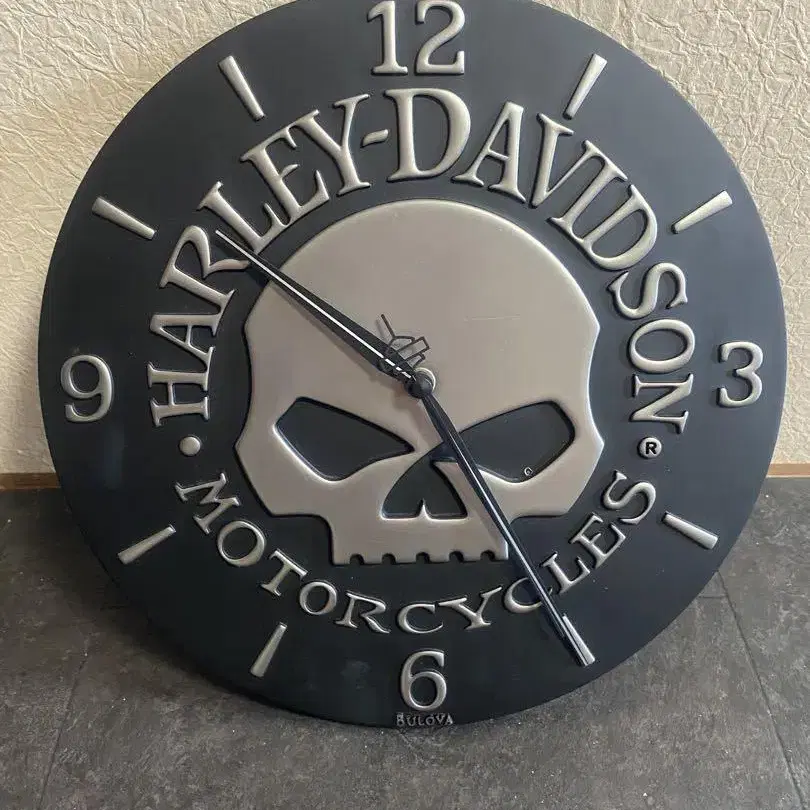 12
HARLEY-DAVIDSON
9
3
®
MOTORCYCLES
6
BULOVA